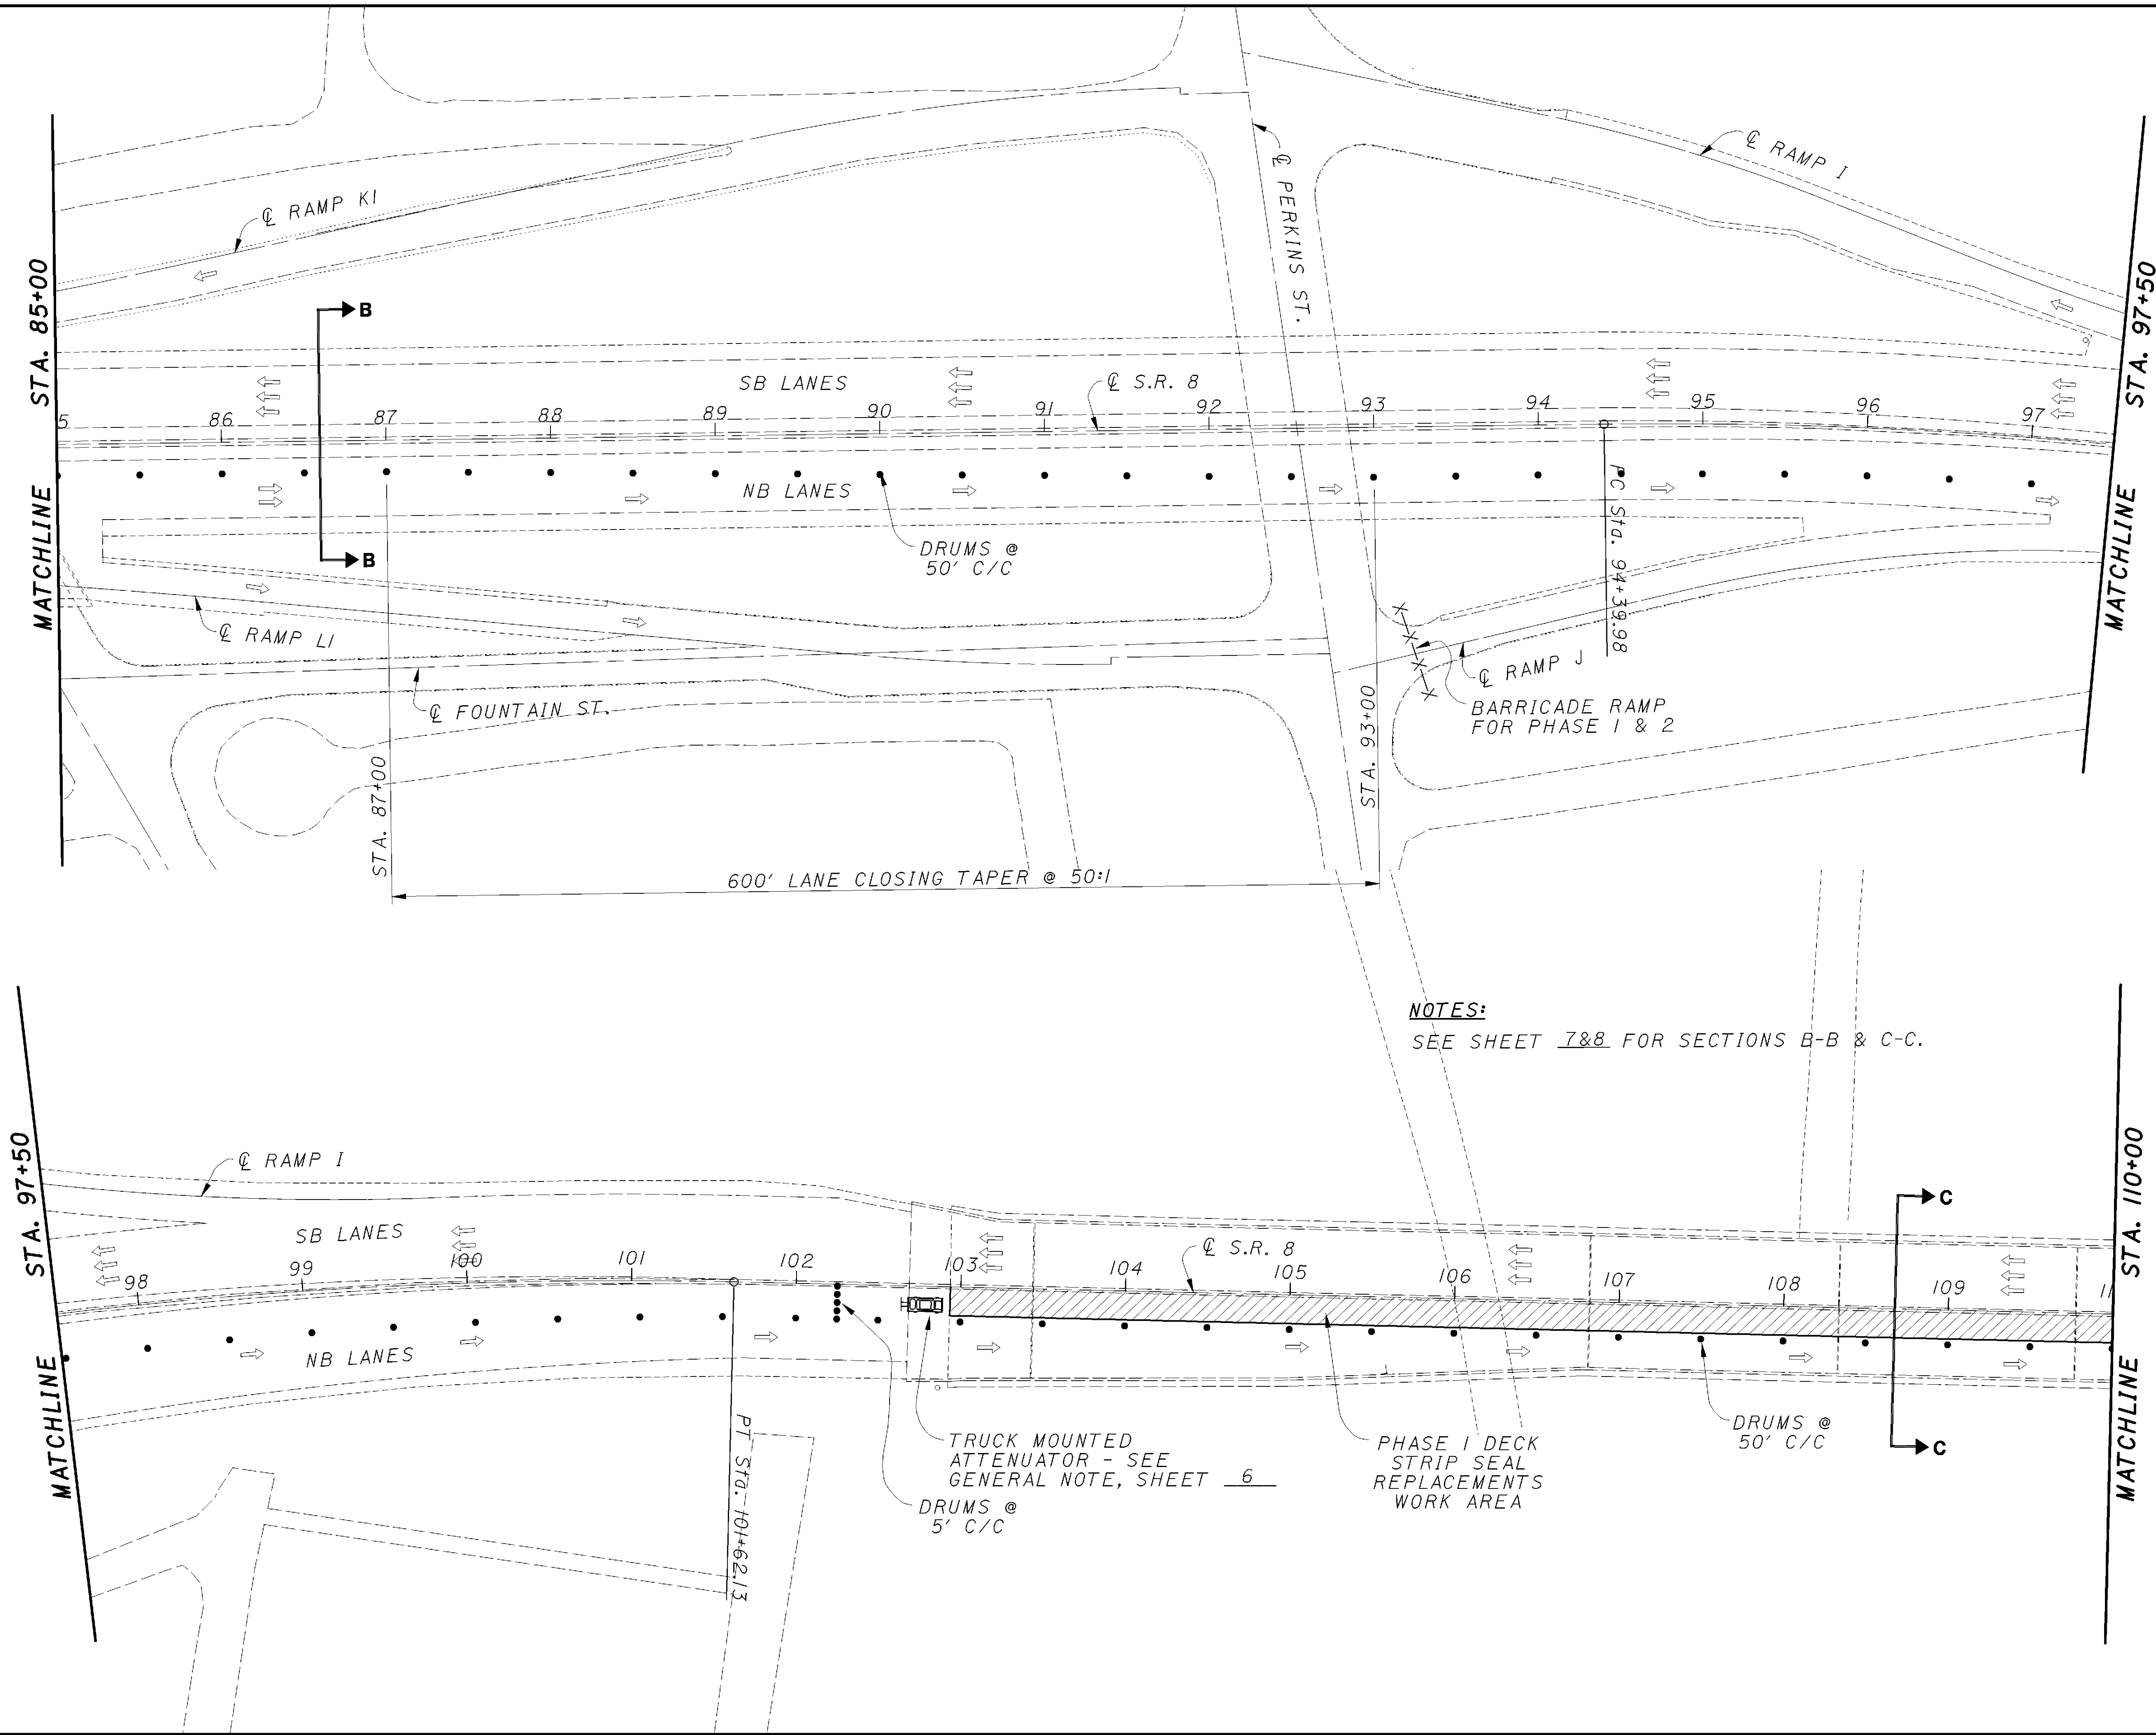 ℄ RAMP I
℄ RAMP K1
℄ PERKINS ST.
MATCHLINE STA. 85+00
MATCHLINE STA. 97+50
B
SB LANES
℄ S.R. 8
5 86 87 88 89 90 91 92 93 94 95 96 97
NB LANES
DRUMS @
50' C/C
B
PC Sta. 94+39.98
℄ RAMP L1
℄ RAMP J
℄ FOUNTAIN ST.
BARRICADE RAMP
FOR PHASE 1 & 2
STA. 87+00
STA. 93+00
600' LANE CLOSING TAPER @ 50:1
NOTES:
SEE SHEET 7&8 FOR SECTIONS B-B & C-C.
MATCHLINE STA. 97+50
MATCHLINE STA. 110+00
℄ RAMP I
C
SB LANES
℄ S.R. 8
98 99 100 101 102 103 104 105 106 107 108 109 11
NB LANES
DRUMS @
50' C/C
C
PT Sta. 101+62.13
TRUCK MOUNTED
ATTENUATOR - SEE
GENERAL NOTE, SHEET 6
PHASE 1 DECK
STRIP SEAL
REPLACEMENTS
WORK AREA
DRUMS @
5' C/C